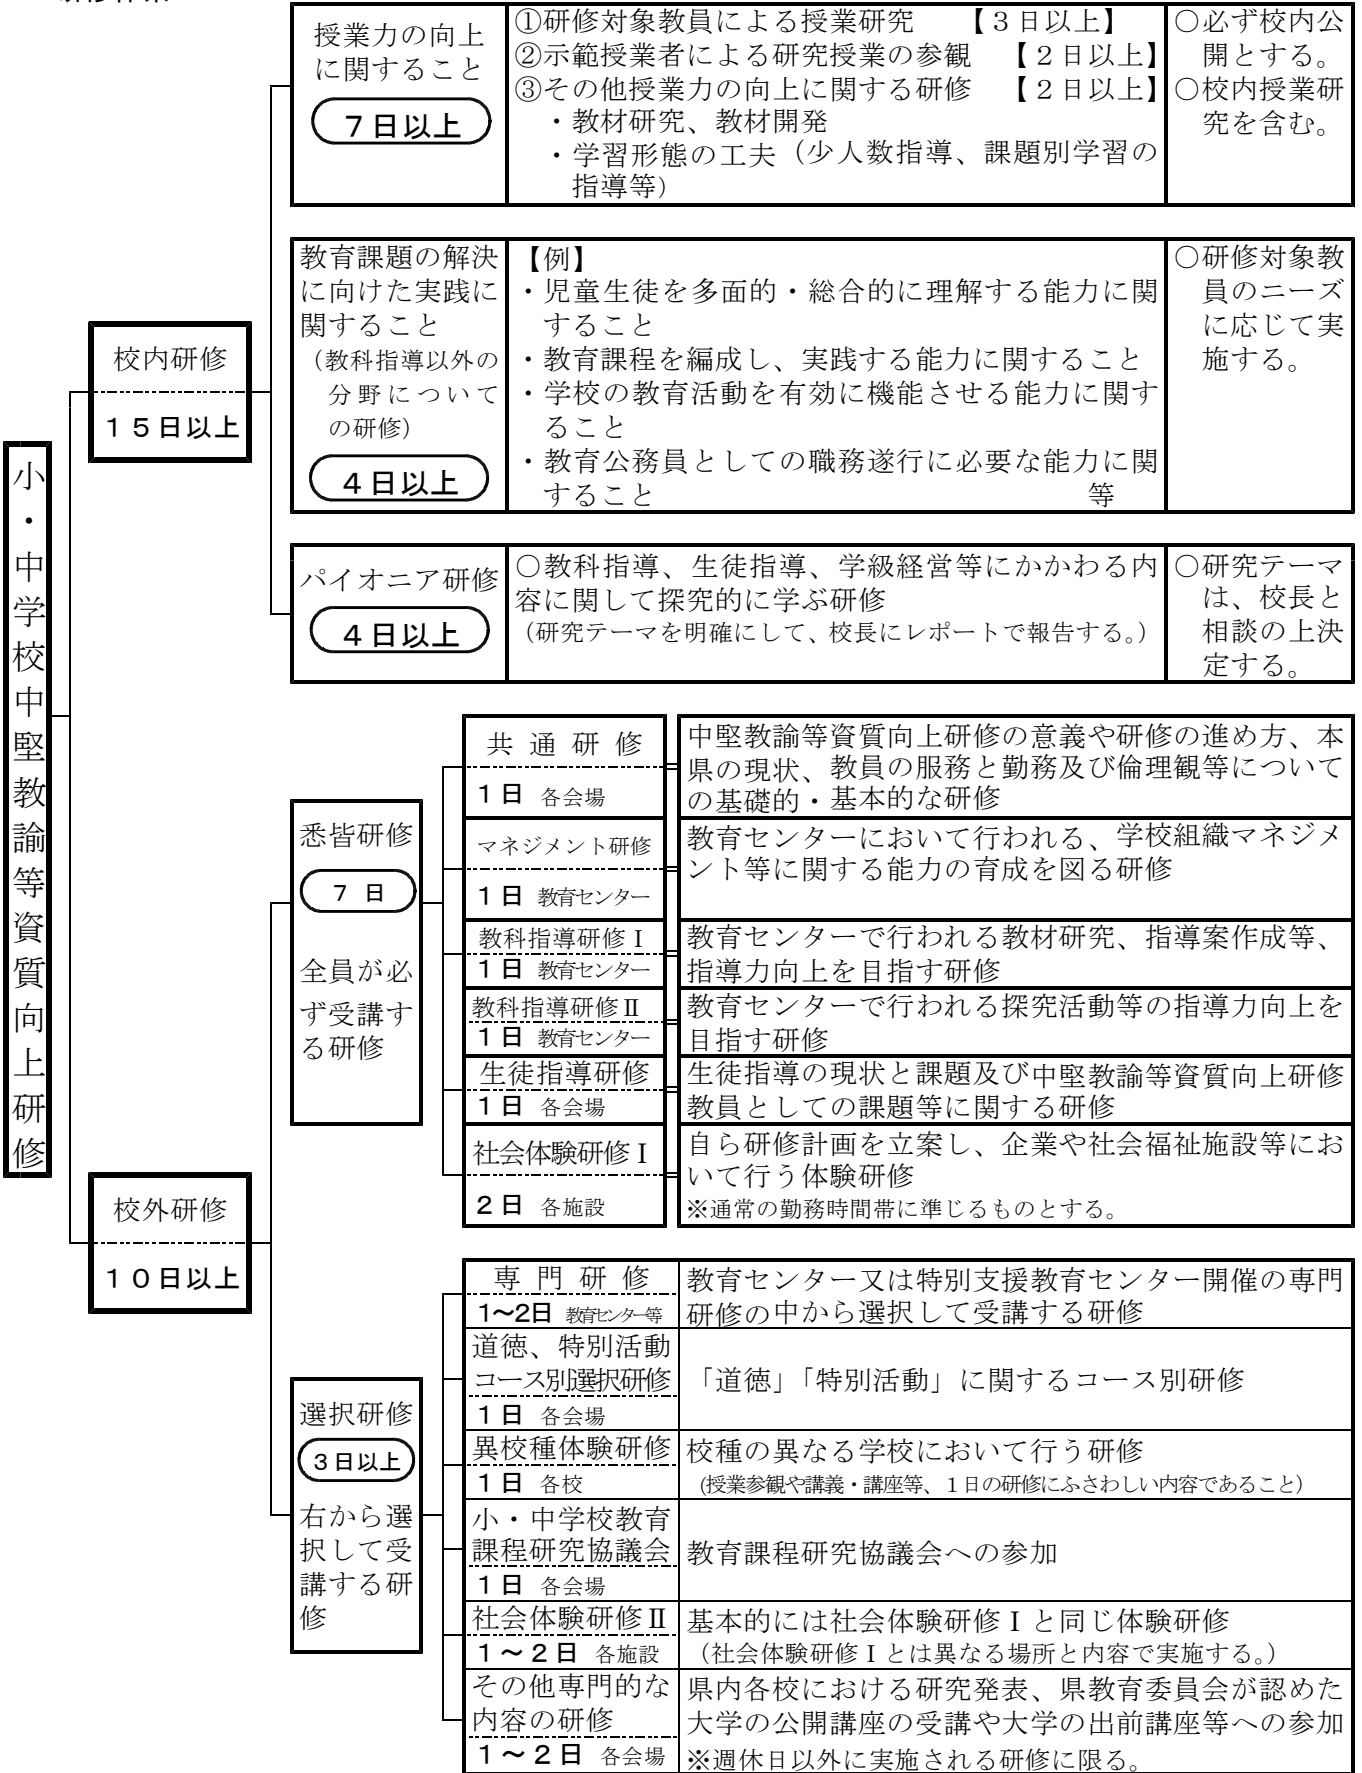 小・中学校中堅教諭等資質向上研修
校内研修
１５日以上
授業力の向上
に関すること
７日以上
①研修対象教員による授業研究　【３日以上】
②示範授業者による研究授業の参観　【２日以上】
③その他授業力の向上に関する研修　【２日以上】
・教材研究、教材開発
・学習形態の工夫（少人数指導、課題別学習の
指導等）
○必ず校内公
開とする。
○校内授業研
究を含む。
教育課題の解決
に向けた実践に
関すること
（教科指導以外の
分野について
の研修）
４日以上
【例】
・児童生徒を多面的・総合的に理解する能力に関
すること
・教育課程を編成し、実践する能力に関すること
・学校の教育活動を有効に機能させる能力に関す
ること
・教育公務員としての職務遂行に必要な能力に関
すること　等
○研修対象教
員のニーズ
に応じて実
施する。
パイオニア研修
４日以上
○教科指導、生徒指導、学級経営等にかかわる内
容に関して探究的に学ぶ研修
（研究テーマを明確にして、校長にレポートで報告する。）
○研究テーマ
は、校長と
相談の上決
定する。
校外研修
１０日以上
悉皆研修
７ 日
全員が必
ず受講す
る研修
共 通 研 修
１日 各会場
中堅教諭等資質向上研修の意義や研修の進め方、本
県の現状、教員の服務と勤務及び倫理観等について
の基礎的・基本的な研修
マネジメント研修
１日 教育センター
教育センターにおいて行われる、学校組織マネジメ
ント等に関する能力の育成を図る研修
教科指導研修Ⅰ
１日 教育センター
教育センターで行われる教材研究、指導案作成等、
指導力向上を目指す研修
教科指導研修Ⅱ
１日 教育センター
教育センターで行われる探究活動等の指導力向上を
目指す研修
生徒指導研修
１日 各会場
生徒指導の現状と課題及び中堅教諭等資質向上研修
教員としての課題等に関する研修
社会体験研修Ⅰ
２日 各施設
自ら研修計画を立案し、企業や社会福祉施設等にお
いて行う体験研修
※通常の勤務時間帯に準じるものとする。
選択研修
３日以上
右から選
択して受
講する研
修
専 門 研 修
1～2日 教育センター等
教育センター又は特別支援教育センター開催の専門
研修の中から選択して受講する研修
道徳、特別活動
コース別選択研修
１日 各会場
「道徳」「特別活動」に関するコース別研修
異校種体験研修
１日 各校
校種の異なる学校において行う研修
（授業参観や講義・講座等、１日の研修にふさわしい内容であること）
小・中学校教育
課程研究協議会
１日 各会場
教育課程研究協議会への参加
社会体験研修Ⅱ
１～２日 各施設
基本的には社会体験研修Ⅰと同じ体験研修
（社会体験研修Ⅰとは異なる場所と内容で実施する。）
その他専門的な
内容の研修
１～２日 各会場
県内各校における研究発表、県教育委員会が認めた
大学の公開講座の受講や大学の出前講座等への参加
※週休日以外に実施される研修に限る。